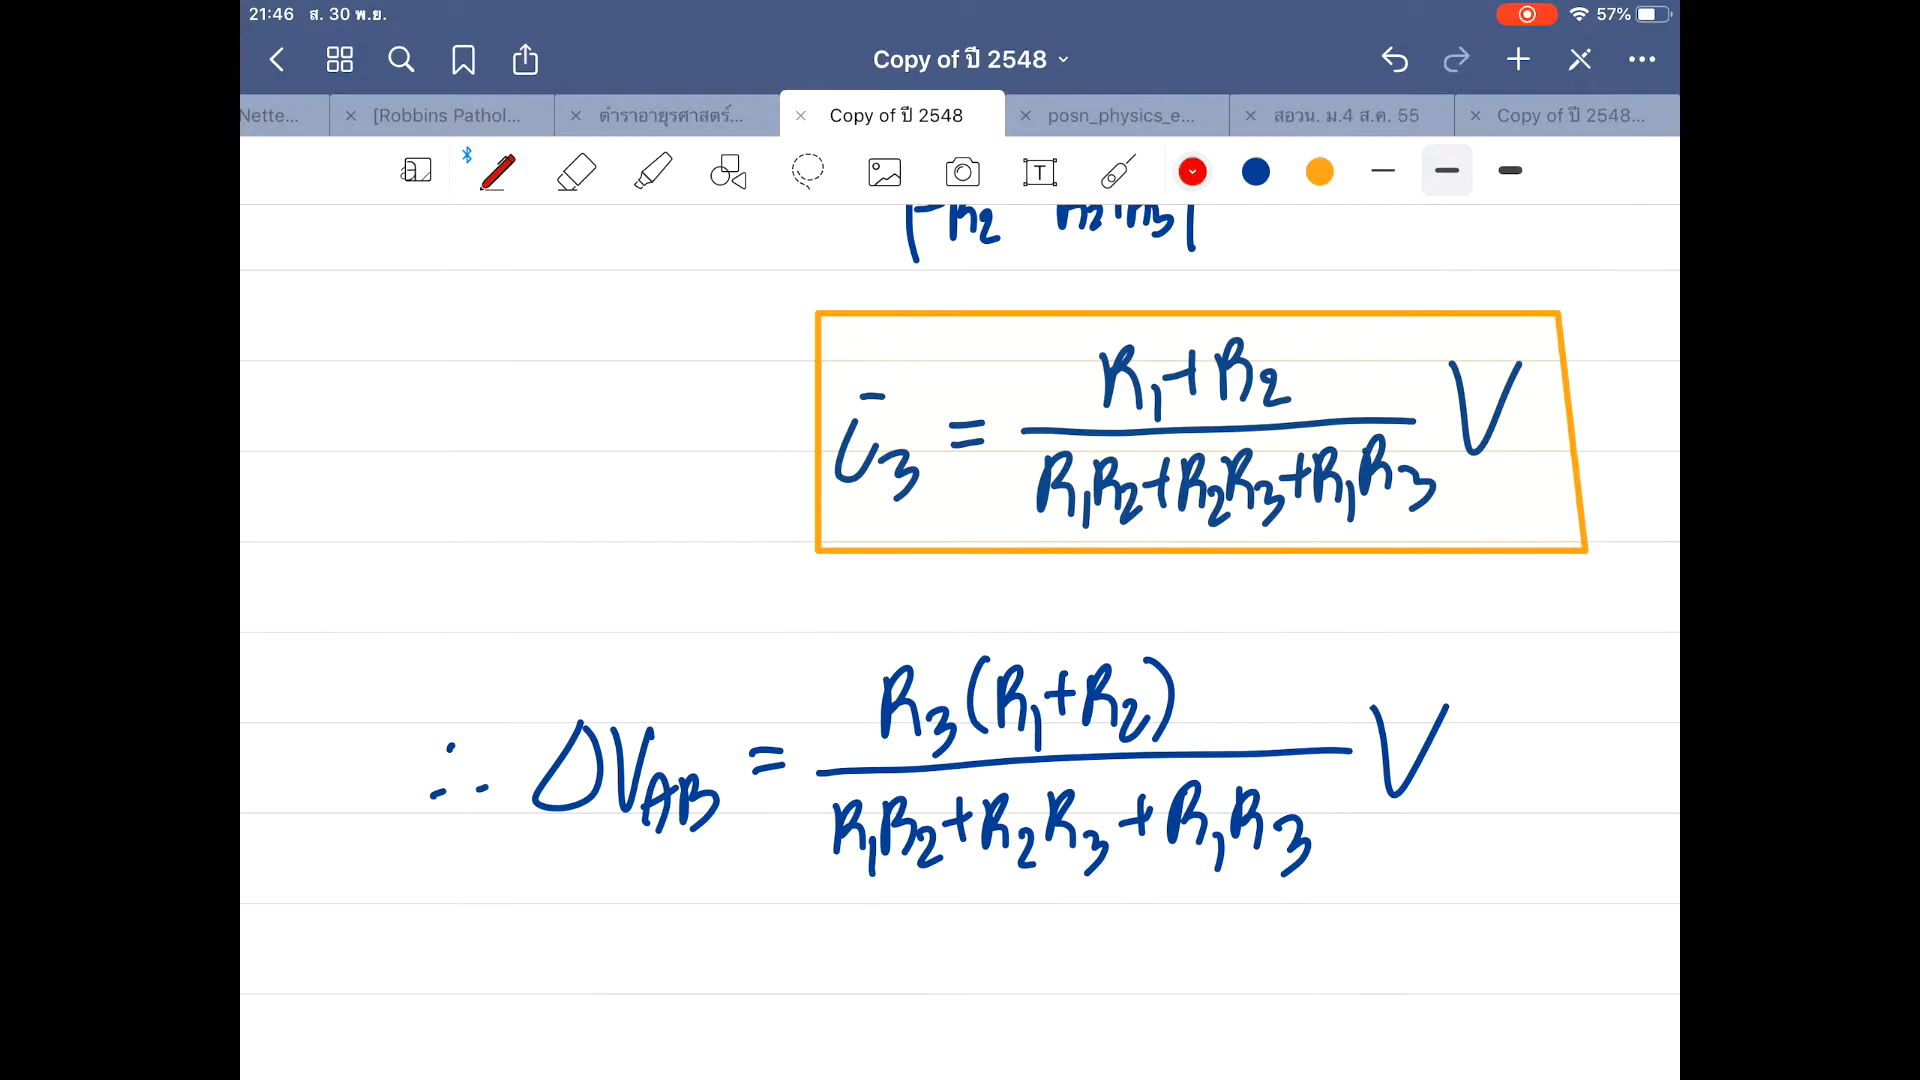 21:46 ส. 30 พ.ย. 57%
Copy of ปี 2548
Nette... [Robbins Pathol... ตำราอายุรศาสตร์... Copy of ปี 2548 posn_physics_e... สอวน. ม.4 ส.ค. 55 Copy of ปี 2548...
-R2 R2+R3
i3 = (R1+R2)/(R1R2+R2R3+R1R3) V
∴ ΔVAB = R3(R1+R2)/(R1R2+R2R3+R1R3) V